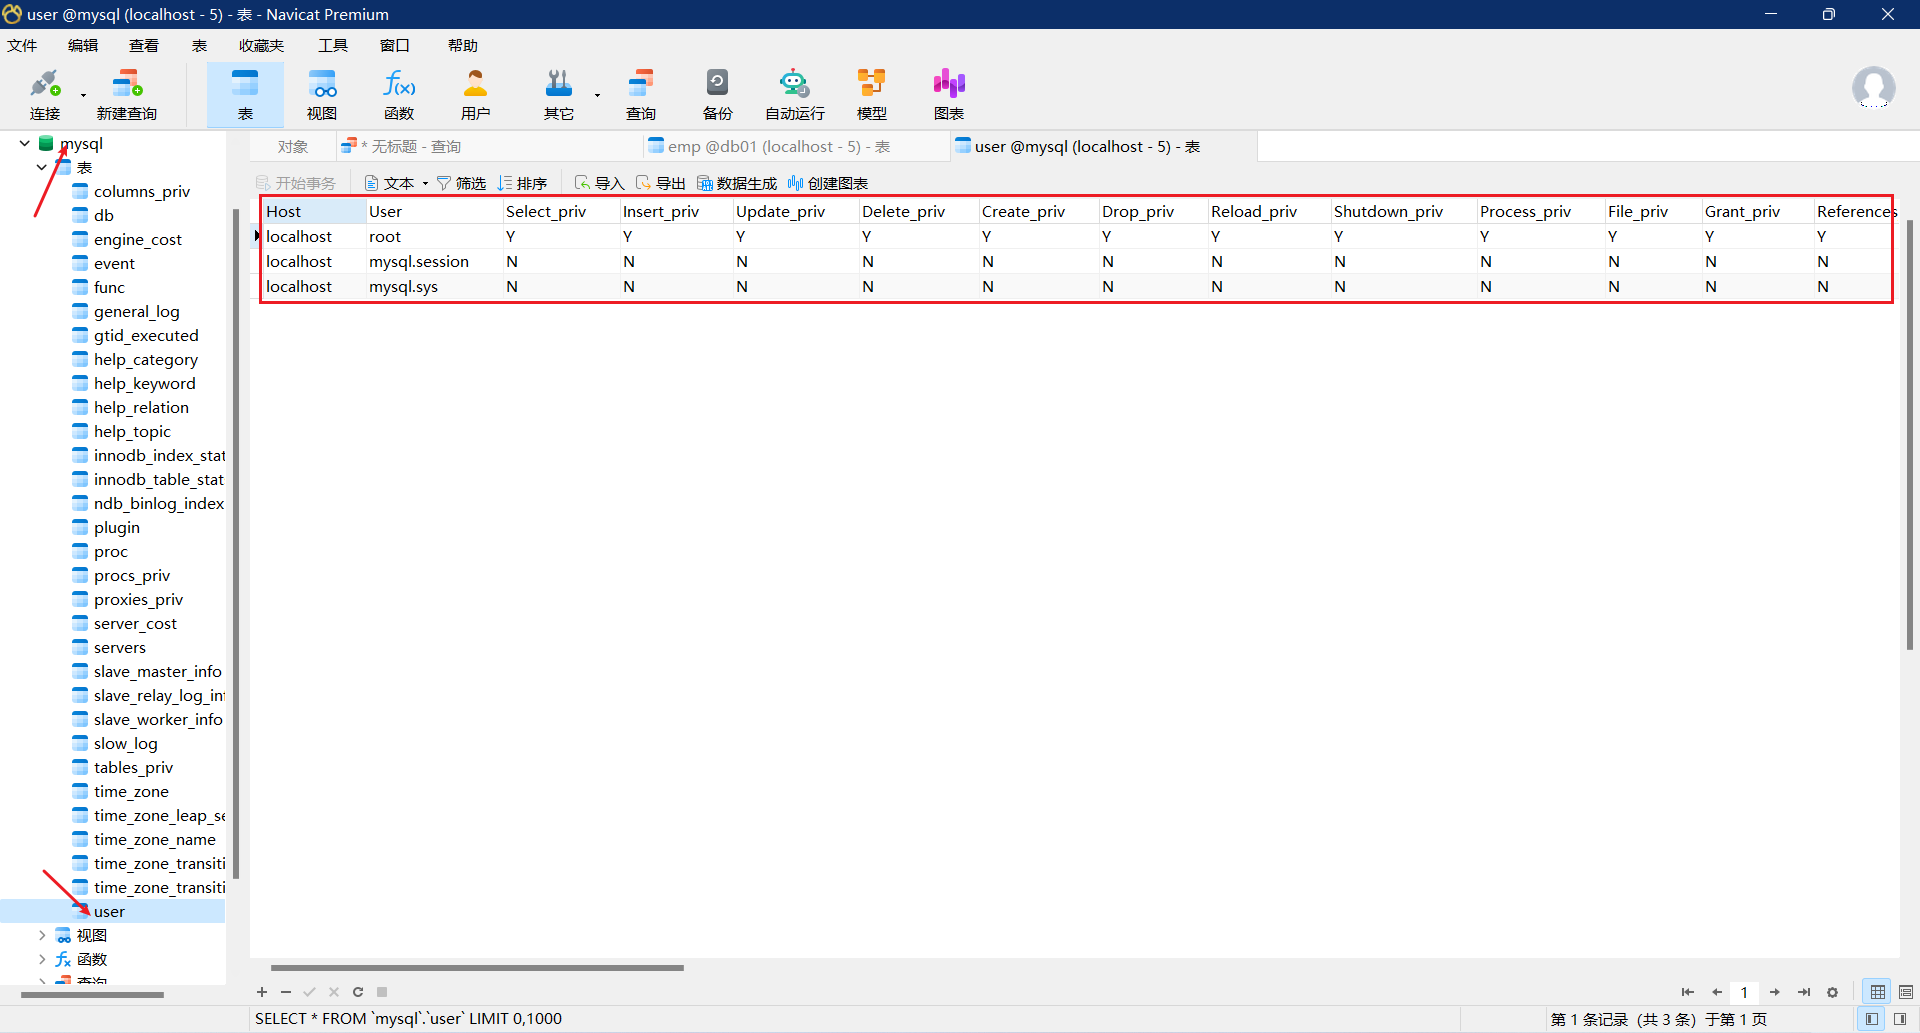 user @mysql (localhost - 5) - 表 - Navicat Premium
文件 编辑 查看 表 收藏夹 工具 窗口 帮助
连接 新建查询 表 视图 函数 用户 其它 查询 备份 自动运行 模型 图表
对象 * 无标题 - 查询 emp @db01 (localhost - 5) - 表 user @mysql (localhost - 5) - 表
开始事务 文本 筛选 排序 导入 导出 数据生成 创建图表
mysql
表
columns_priv
db
engine_cost
event
func
general_log
gtid_executed
help_category
help_keyword
help_relation
help_topic
innodb_index_stat
innodb_table_stat
ndb_binlog_index
plugin
proc
procs_priv
proxies_priv
server_cost
servers
slave_master_info
slave_relay_log_inf
slave_worker_info
slow_log
tables_priv
time_zone
time_zone_leap_se
time_zone_name
time_zone_transiti
time_zone_transiti
user
视图
函数
查询
Host User Select_priv Insert_priv Update_priv Delete_priv Create_priv Drop_priv Reload_priv Shutdown_priv Process_priv File_priv Grant_priv References
localhost root Y Y Y Y Y Y Y Y Y Y Y Y
localhost mysql.session N N N N N N N N N N N N
localhost mysql.sys N N N N N N N N N N N N
1
SELECT * FROM `mysql`.`user` LIMIT 0,1000
第 1 条记录 (共 3 条) 于第 1 页